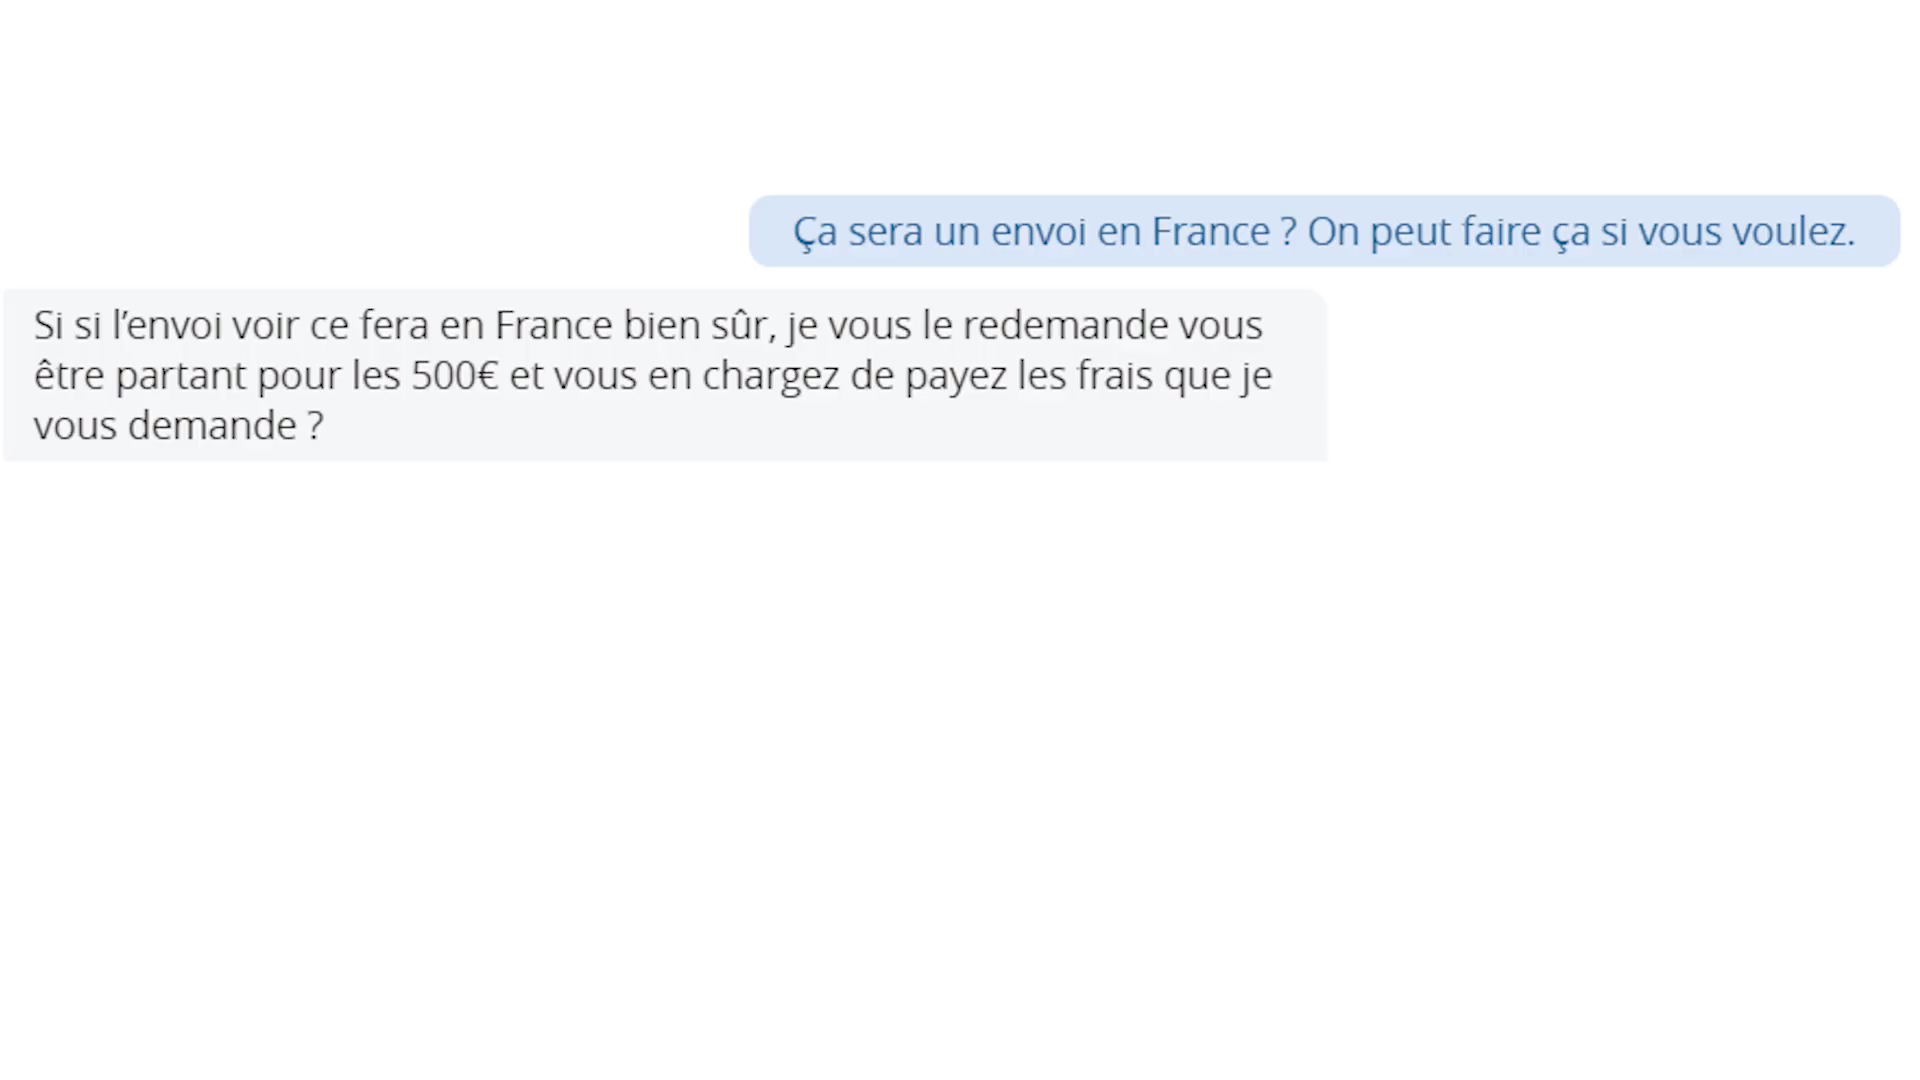 Ça sera un envoi en France ? On peut faire ça si vous voulez.
Si si l’envoi voir ce fera en France bien sûr, je vous le redemande vous
être partant pour les 500€ et vous en chargez de payez les frais que je
vous demande ?